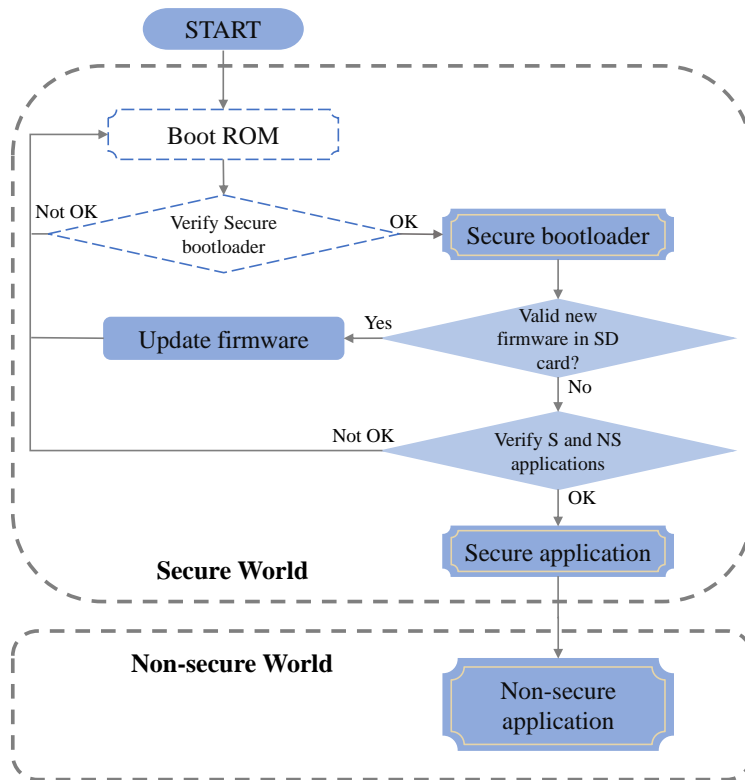 START
Boot ROM
Not OK
Verify Secure
bootloader
OK
Secure bootloader
Update firmware
Yes
Valid new
firmware in SD
card?
No
Not OK
Verify S and NS
applications
OK
Secure application
Secure World
Non-secure World
Non-secure
application